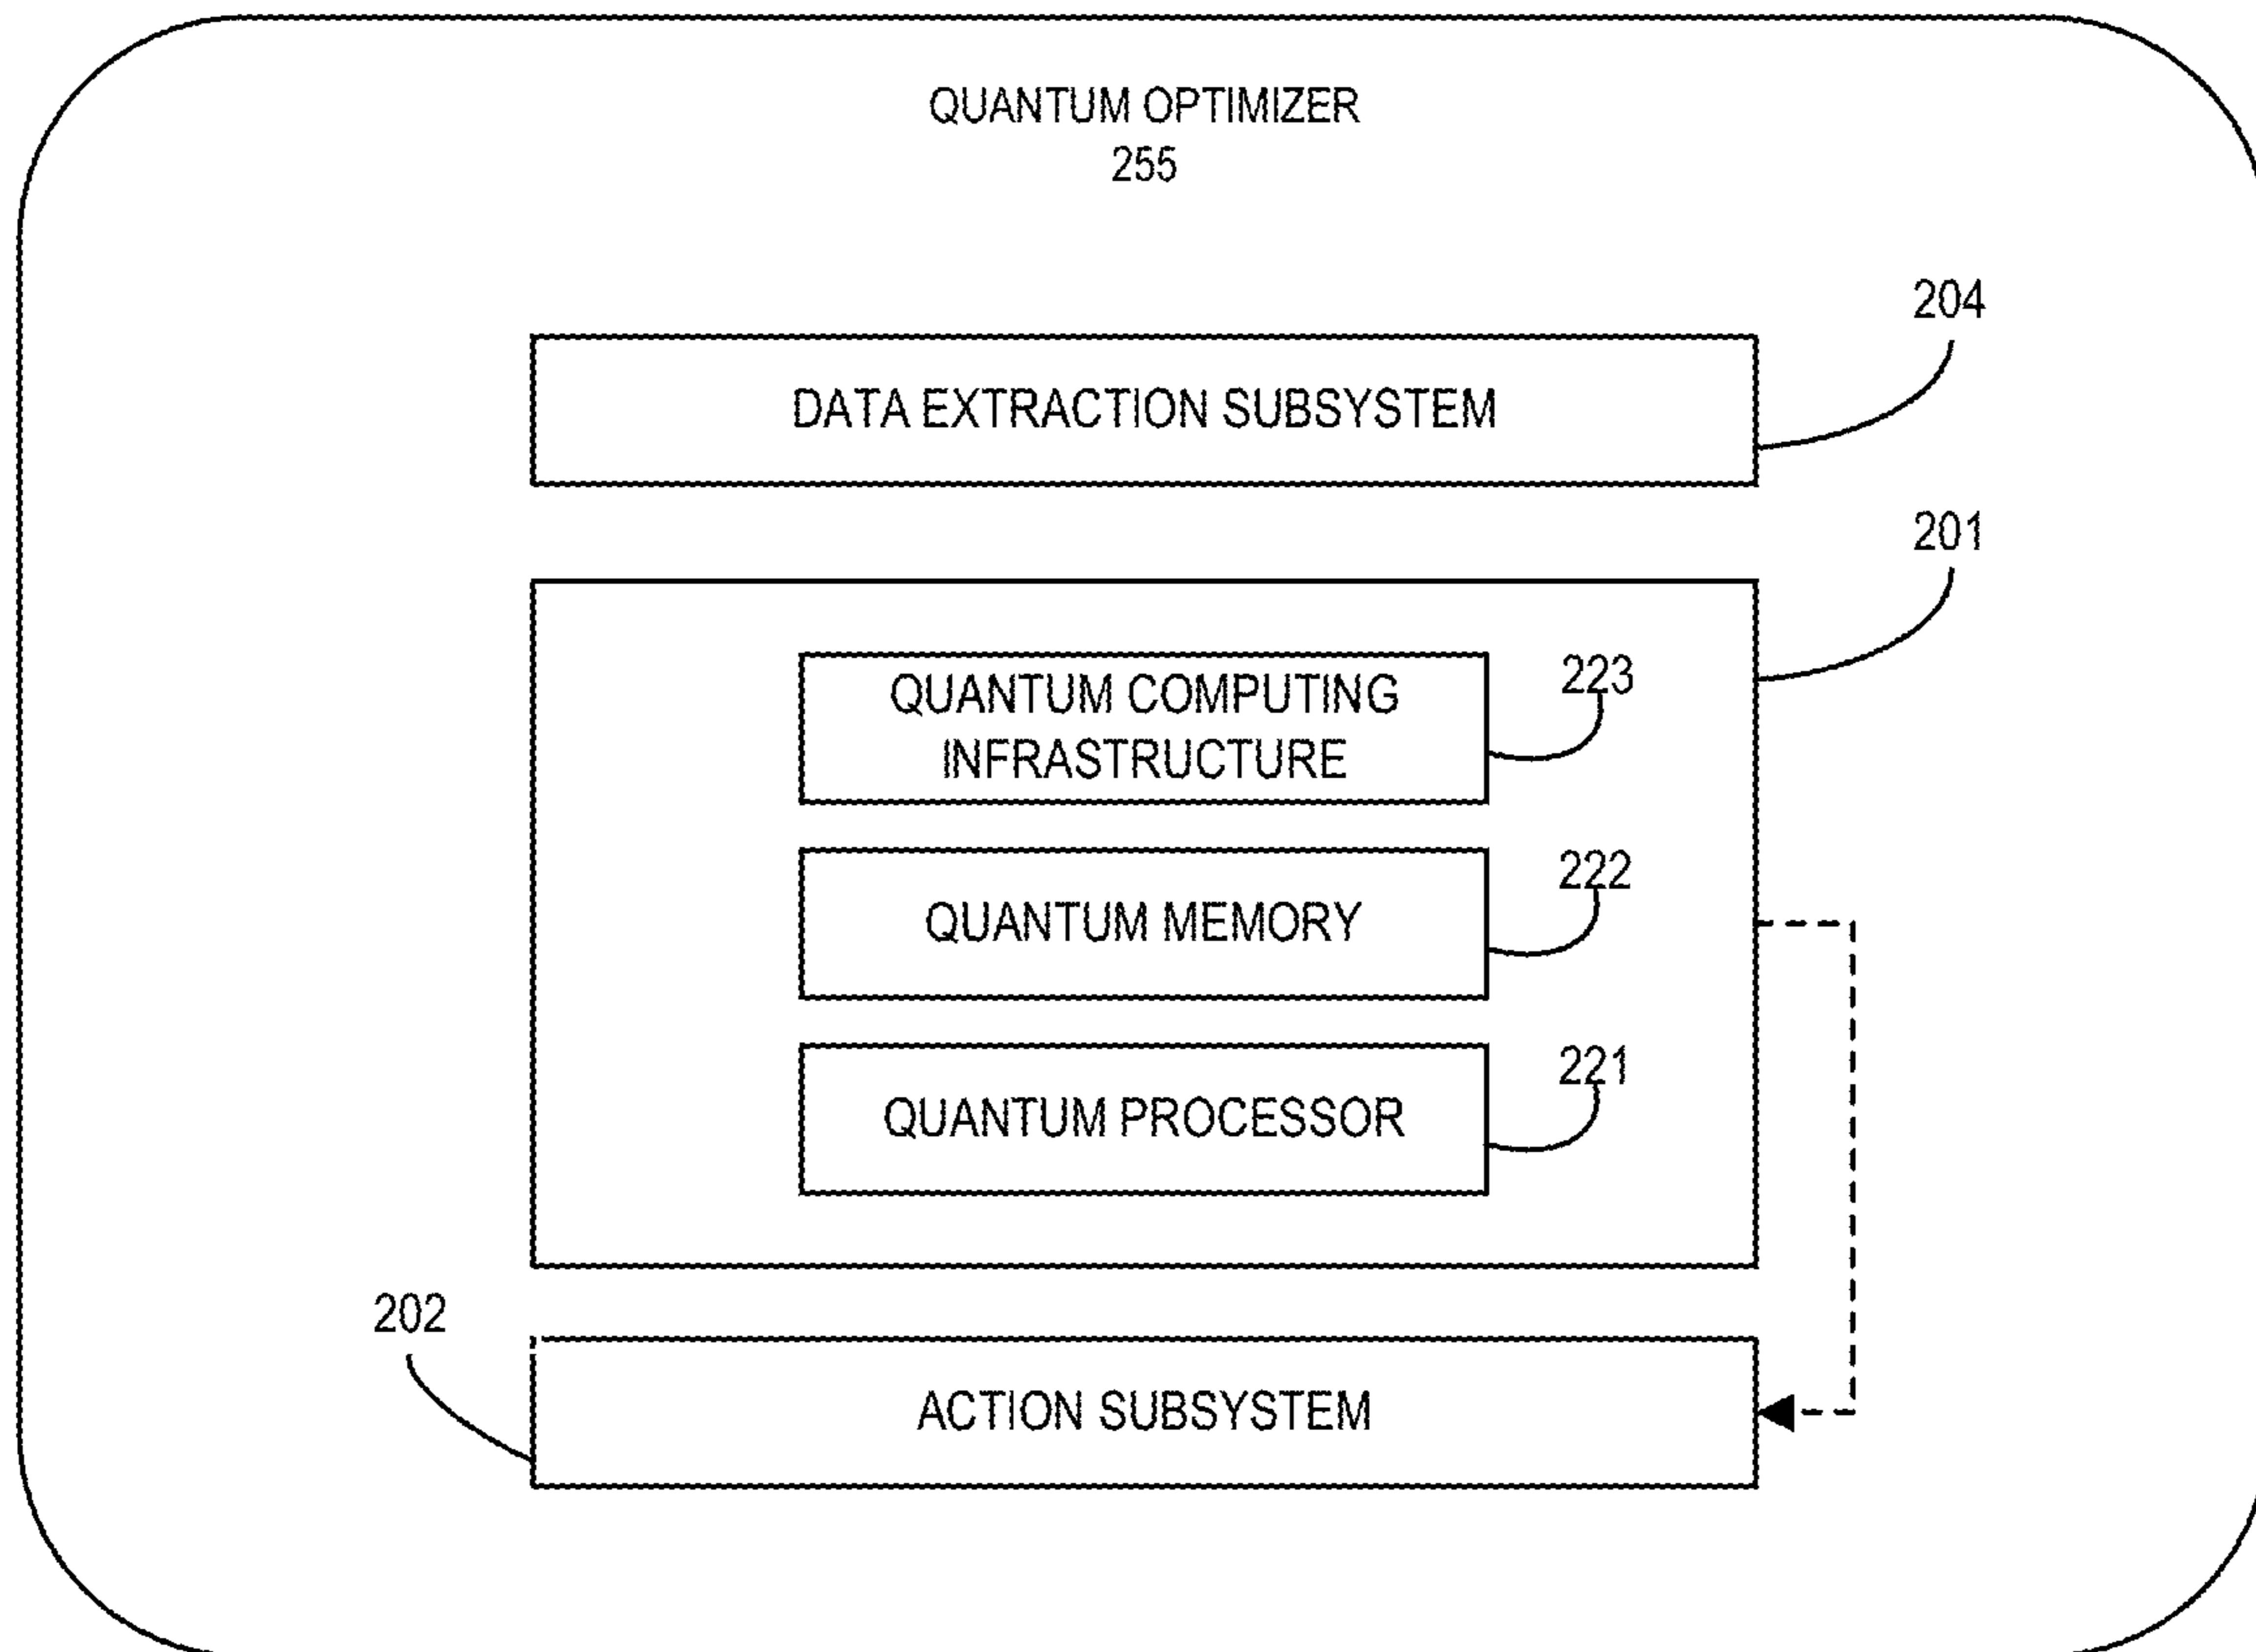 QUANTUM OPTIMIZER
255
204
DATA EXTRACTION SUBSYSTEM
201
QUANTUM COMPUTING
INFRASTRUCTURE
223
QUANTUM MEMORY
222
QUANTUM PROCESSOR
221
202
ACTION SUBSYSTEM